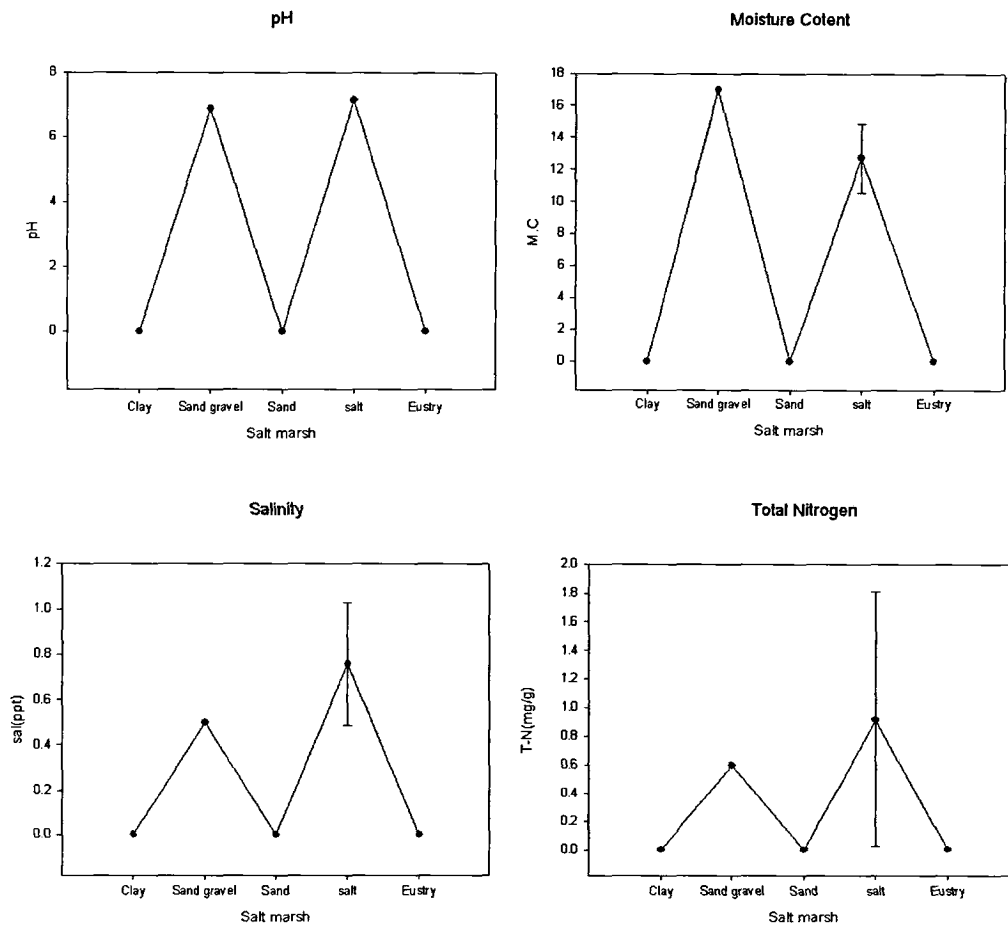 pH
8
6
4
2
0
pH
Clay Sand gravel Sand salt Eustry
Salt marsh
Moisture Cotent
18
16
14
12
10
8
6
4
2
0
M.C
Clay Sand gravel Sand salt Eustry
Salt marsh
Salinity
1.2
1.0
0.8
0.6
0.4
0.2
0.0
sal(ppt)
Clay Sand gravel Sand salt Eustry
Salt marsh
Total Nitrogen
2.0
1.8
1.6
1.4
1.2
1.0
0.8
0.6
0.4
0.2
0.0
T-N(mg/g)
Clay Sand gravel Sand salt Eustry
Salt marsh